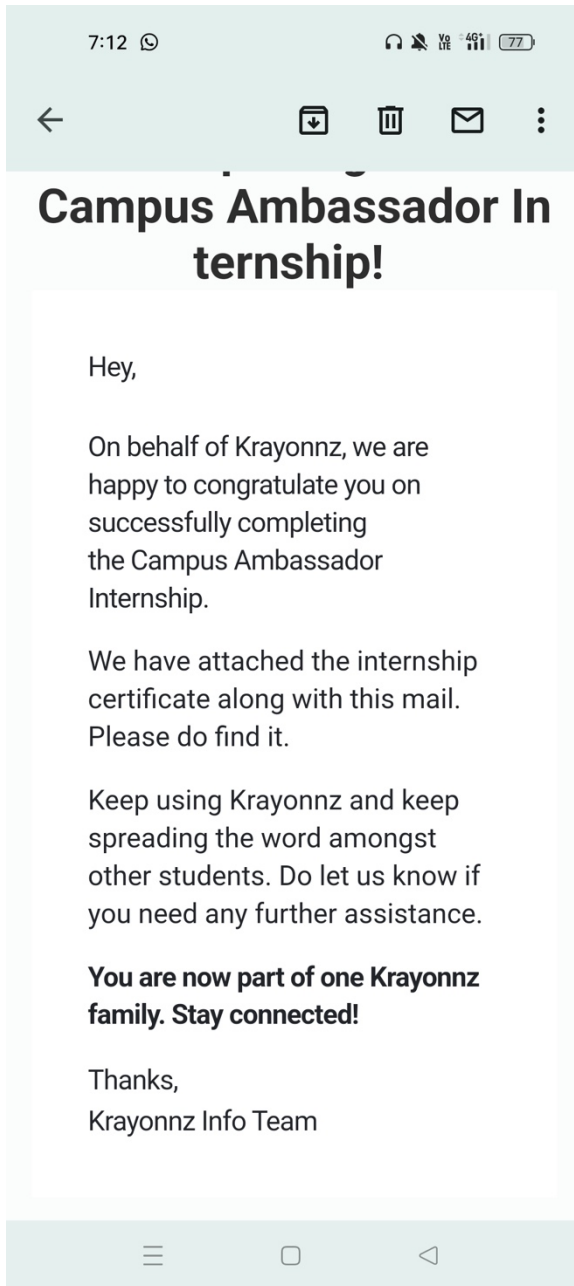 7:12
Vo
LTE
4G+
77
Campus Ambassador In
ternship!
Hey,
On behalf of Krayonnz, we are
happy to congratulate you on
successfully completing
the Campus Ambassador
Internship.
We have attached the internship
certificate along with this mail.
Please do find it.
Keep using Krayonnz and keep
spreading the word amongst
other students. Do let us know if
you need any further assistance.
You are now part of one Krayonnz
family. Stay connected!
Thanks,
Krayonnz Info Team